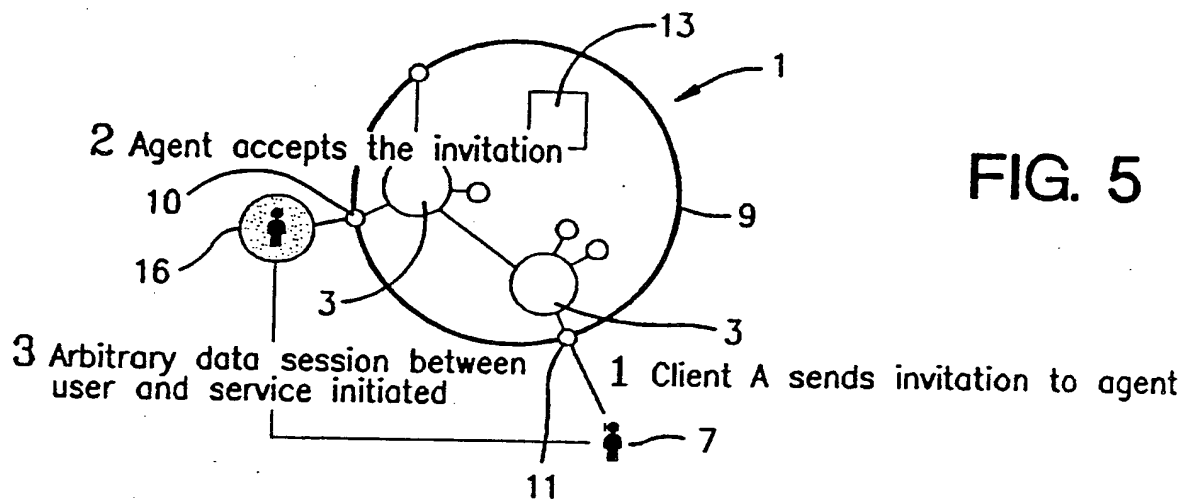 13
1
2 Agent accepts the invitation
FIG. 5
10
9
16
3
3
3 Arbitrary data session between
user and service initiated
1 Client A sends invitation to agent
7
11